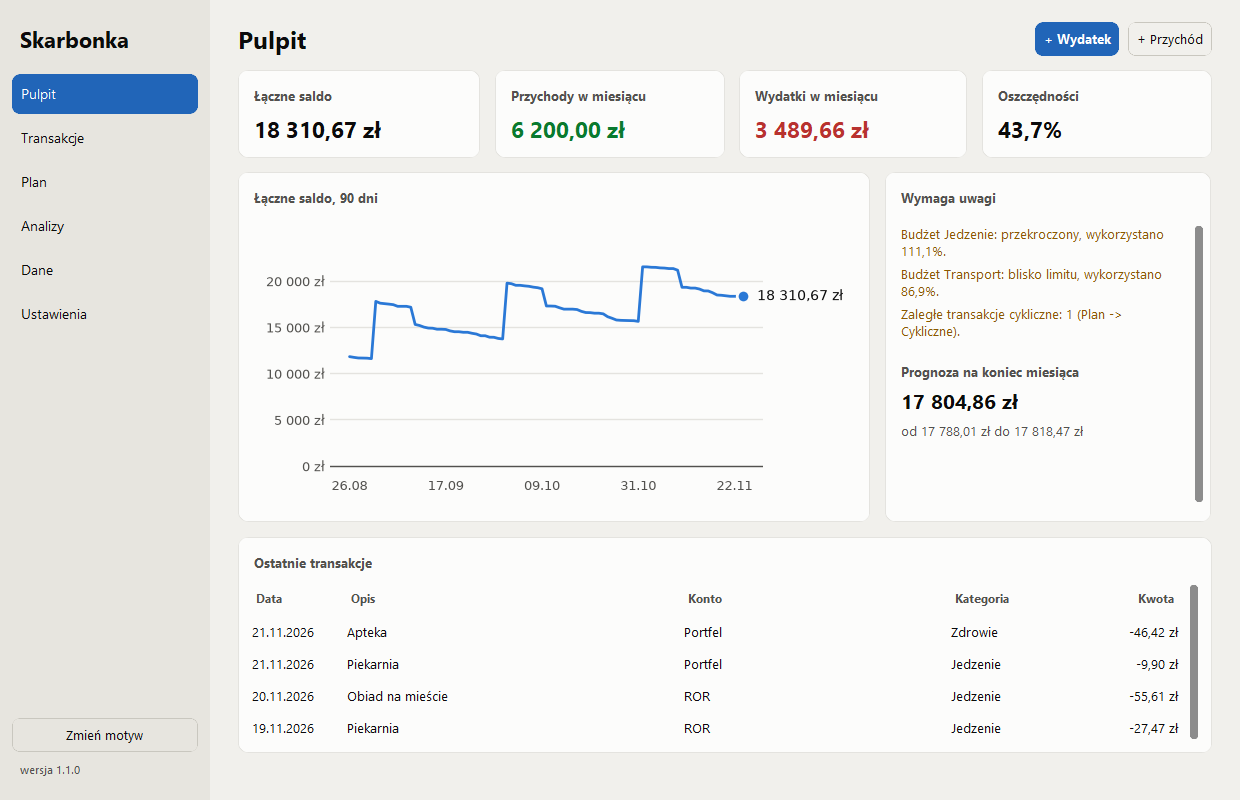 Skarbonka
Pulpit
Transakcje
Plan
Analizy
Dane
Ustawienia
Zmień motyw
wersja 1.1.0
Pulpit
+ Wydatek
+ Przychód
Łączne saldo
18 310,67 zł
Przychody w miesiącu
6 200,00 zł
Wydatki w miesiącu
3 489,66 zł
Oszczędności
43,7%
Łączne saldo, 90 dni
20 000 zł
15 000 zł
10 000 zł
5 000 zł
0 zł
26.08 17.09 09.10 31.10 22.11
18 310,67 zł
Wymaga uwagi
Budżet Jedzenie: przekroczony, wykorzystano
111,1%.
Budżet Transport: blisko limitu, wykorzystano
86,9%.
Zaległe transakcje cykliczne: 1 (Plan ->
Cykliczne).
Prognoza na koniec miesiąca
17 804,86 zł
od 17 788,01 zł do 17 818,47 zł
Ostatnie transakcje
Data Opis Konto Kategoria Kwota
21.11.2026 Apteka Portfel Zdrowie -46,42 zł
21.11.2026 Piekarnia Portfel Jedzenie -9,90 zł
20.11.2026 Obiad na mieście ROR Jedzenie -55,61 zł
19.11.2026 Piekarnia ROR Jedzenie -27,47 zł